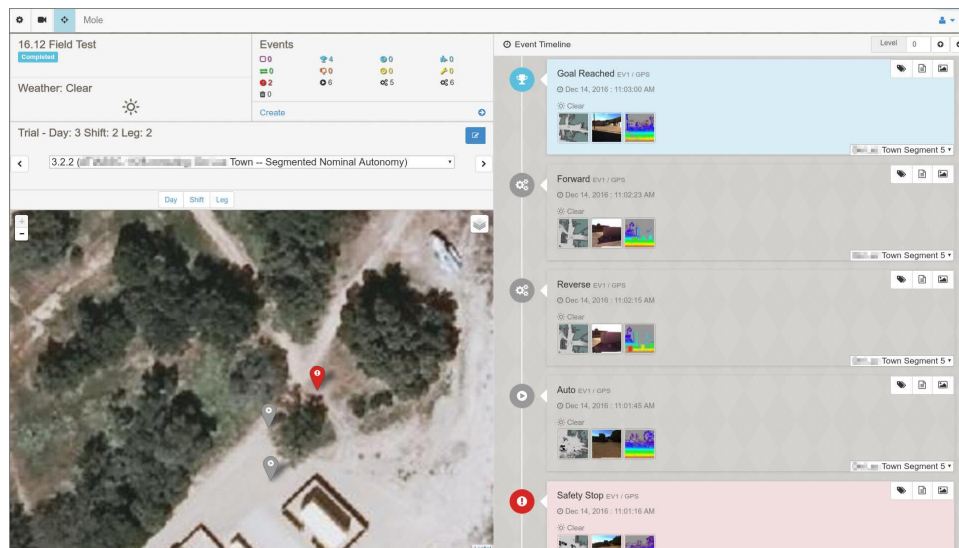 Mole
16.12 Field Test
Completed
Weather: Clear
Events
0 4 0 0
0 0 0 0
2 6 5 6
0
Create
Trial - Day: 3 Shift: 2 Leg: 2
3.2.2 ( Town -- Segmented Nominal Autonomy)
Day Shift Leg
+
-
Event Timeline
Level 0
Goal Reached EV1 / GPS
Dec 14, 2016 : 11:03:00 AM
Clear
Town Segment 5
Forward EV1 / GPS
Dec 14, 2016 : 11:02:23 AM
Clear
Town Segment 5
Reverse EV1 / GPS
Dec 14, 2016 : 11:02:15 AM
Clear
Town Segment 5
Auto EV1 / GPS
Dec 14, 2016 : 11:01:45 AM
Clear
Town Segment 5
Safety Stop EV1 / GPS
Dec 14, 2016 : 11:01:16 AM
Clear